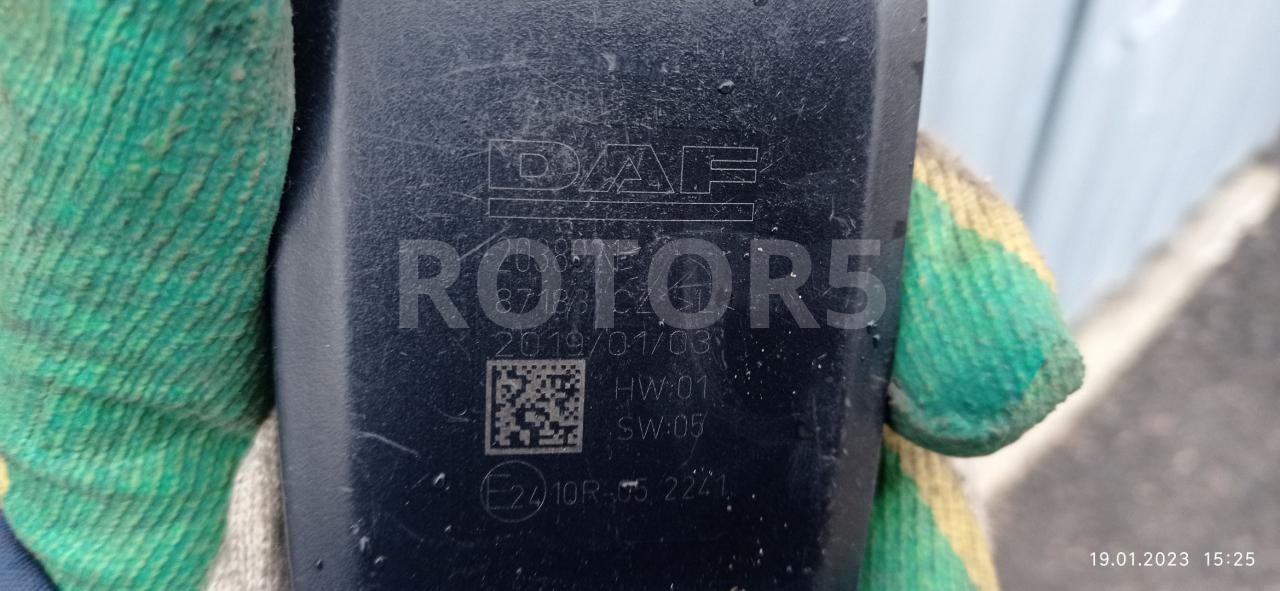 DAF
ROTOR5
2019/01/03
HW:01
SW:05
E24 10R-05 2241
19.01.2023 15:25